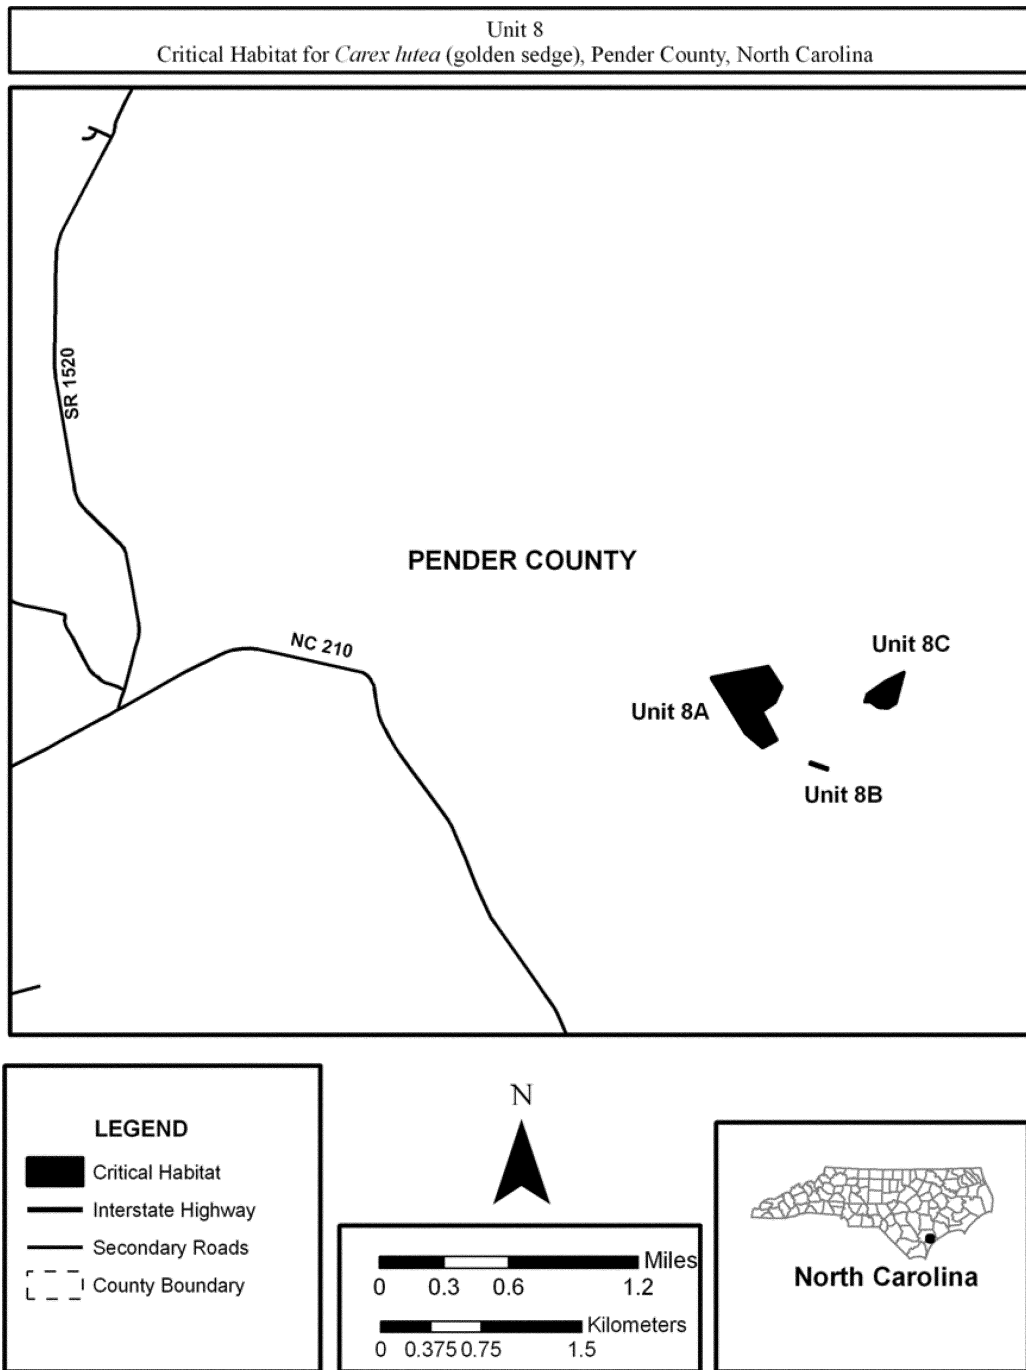 Unit 8
Critical Habitat for Carex lutea (golden sedge), Pender County, North Carolina
SR 1520
PENDER COUNTY
NC 210
Unit 8C
Unit 8A
Unit 8B
N
LEGEND
Critical Habitat
Interstate Highway
Secondary Roads
County Boundary
Miles
0 0.3 0.6 1.2
Kilometers
0 0.375 0.75 1.5
North Carolina